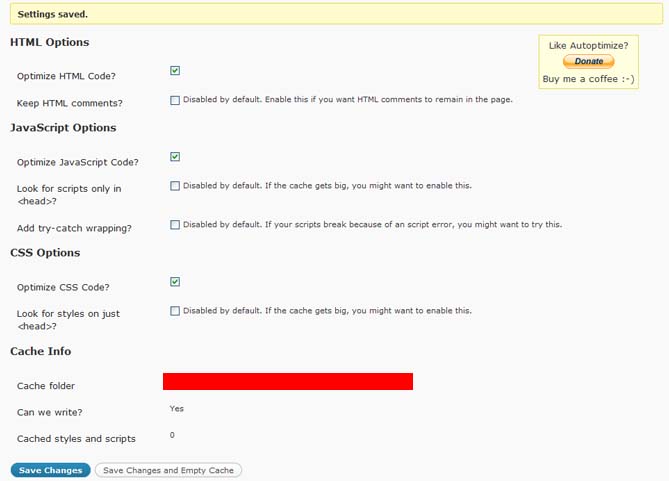 Settings saved.
HTML Options
Like Autoptimize?
Donate
Buy me a coffee :-)
Optimize HTML Code?
Keep HTML comments? Disabled by default. Enable this if you want HTML comments to remain in the page.
JavaScript Options
Optimize JavaScript Code?
Look for scripts only in Disabled by default. If the cache gets big, you might want to enable this.
<head>?
Add try-catch wrapping? Disabled by default. If your scripts break because of an script error, you might want to try this.
CSS Options
Optimize CSS Code?
Look for styles on just Disabled by default. If the cache gets big, you might want to enable this.
<head>?
Cache Info
Cache folder
Can we write? Yes
Cached styles and scripts 0
Save Changes Save Changes and Empty Cache